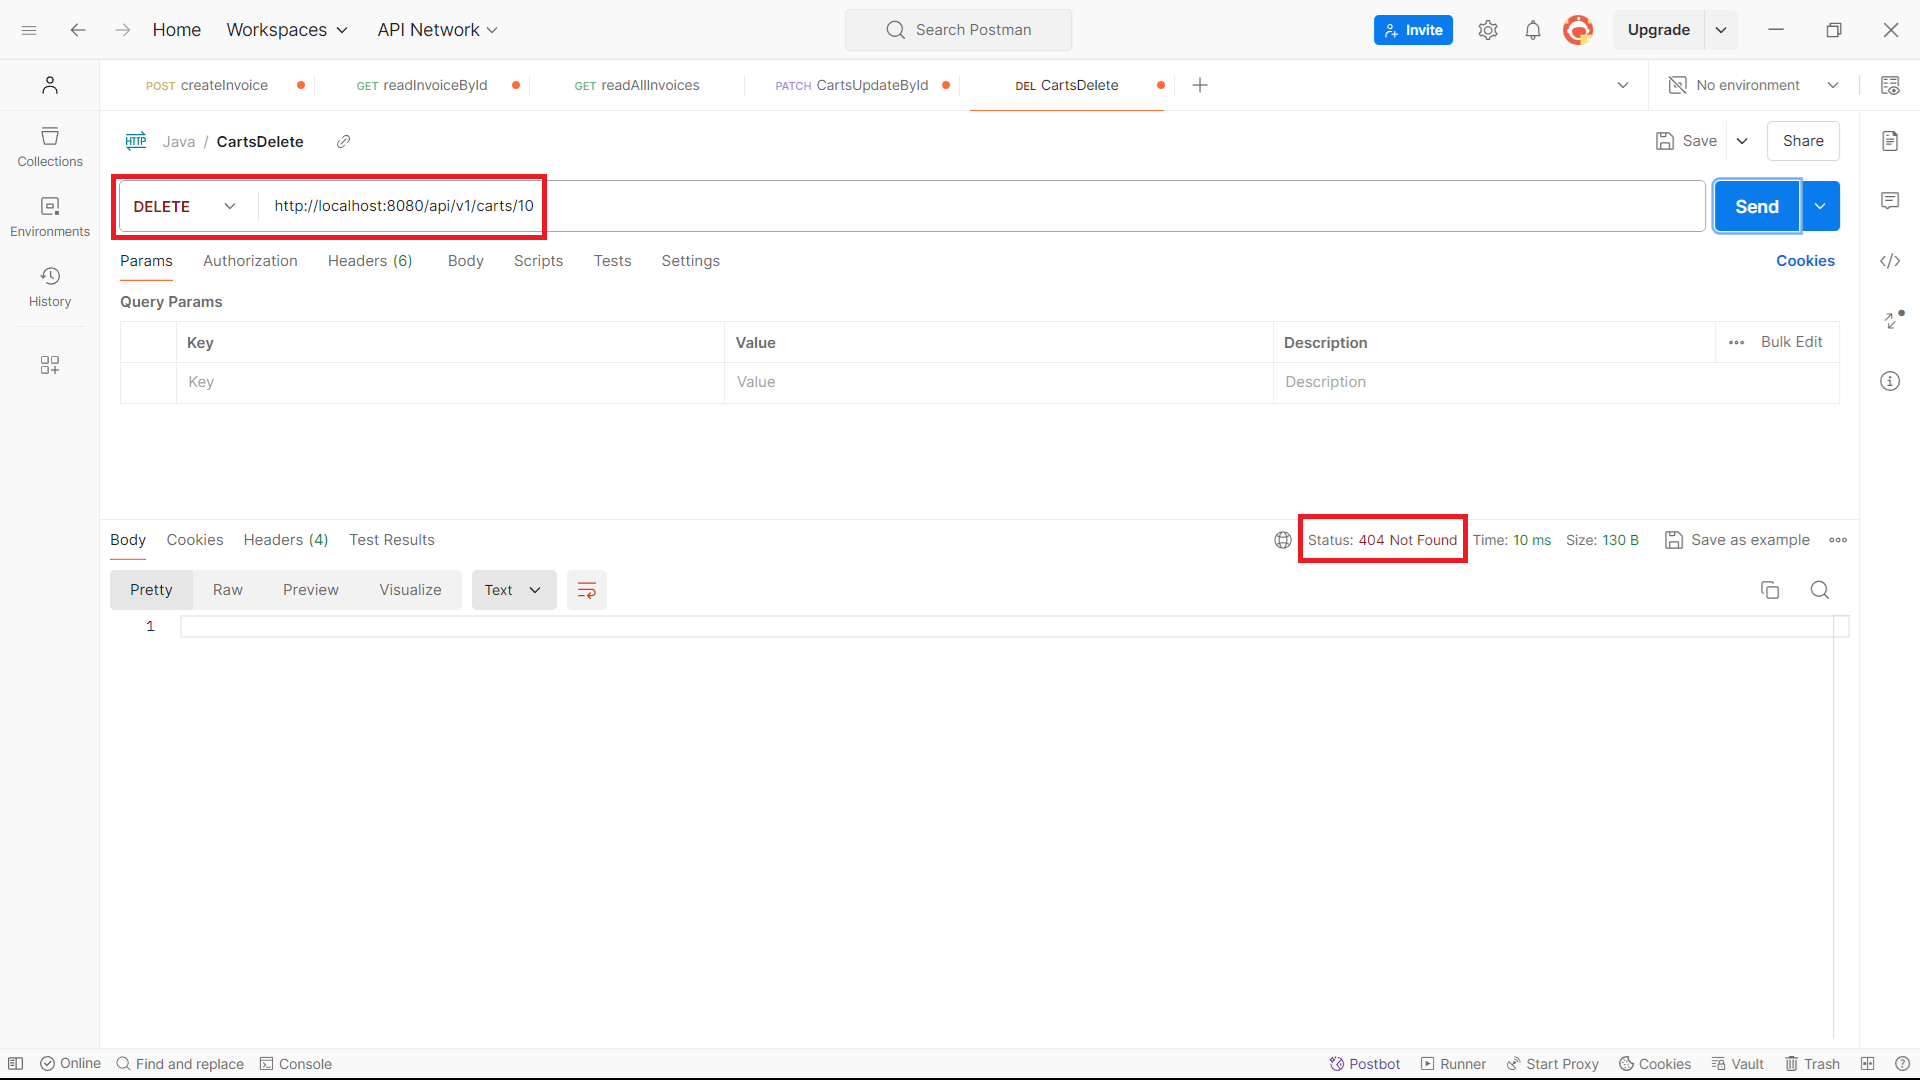 Home Workspaces API Network Search Postman Invite Upgrade
POST createInvoice GET readInvoiceById GET readAllInvoices PATCH CartsUpdateById DEL CartsDelete No environment
HTTP Java / CartsDelete Save Share
Collections
DELETE http://localhost:8080/api/v1/carts/10 Send
Environments
Params Authorization Headers (6) Body Scripts Tests Settings Cookies
History
Query Params
Key Value Description Bulk Edit
Key Value Description
Body Cookies Headers (4) Test Results Status: 404 Not Found Time: 10 ms Size: 130 B Save as example
Pretty Raw Preview Visualize Text
1
Online Find and replace Console Postbot Runner Start Proxy Cookies Vault Trash